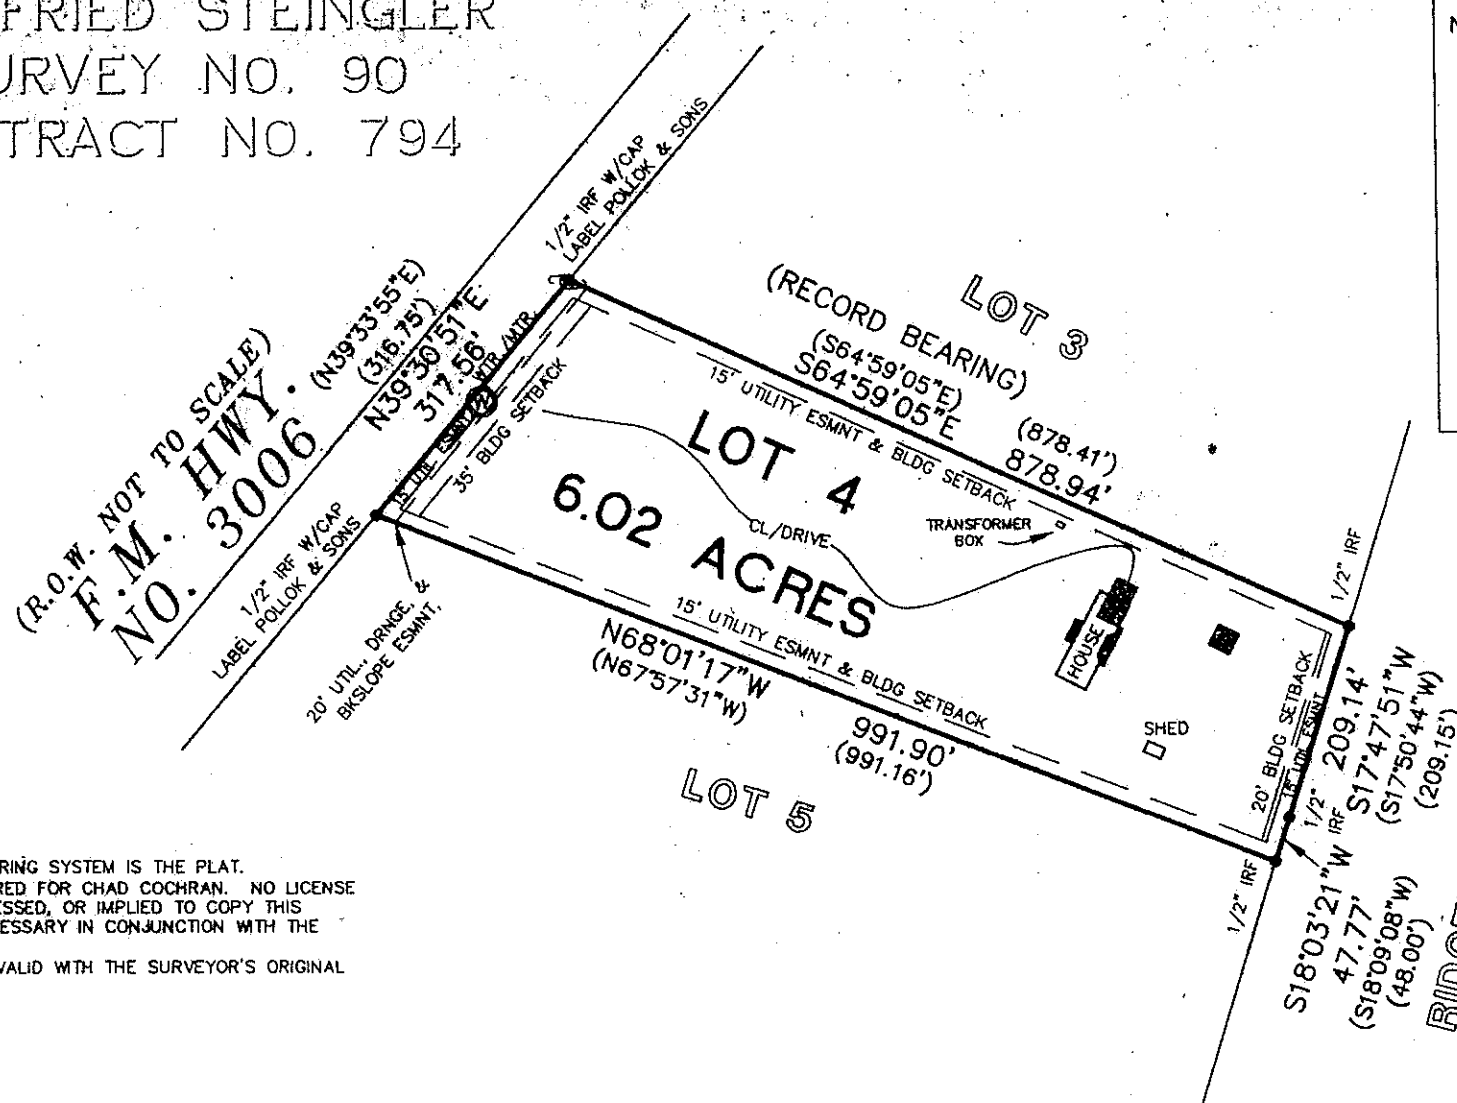 FRIED STEINGLER
URVEY NO. 90
TRACT NO. 794
N
1/2" IRF W/CAP
LABEL POLLOK & SONS
(R.O.W. NOT TO SCALE)
F.M. HWY.
NO. 3006
(N39°33'55"E)
(316.75')
N39°30'51"E
317.56'
WTR./MTR.
15' UTIL ESMNT
35' BLDG SETBACK
LOT 3
(RECORD BEARING)
(S64°59'05"E)
S64°59'05"E
(878.41')
878.94'
15' UTILITY ESMNT & BLDG SETBACK
LOT 4
6.02 ACRES
CL/DRIVE
TRANSFORMER
BOX
HOUSE
SHED
1/2" IRF
1/2" IRF W/CAP
LABEL POLLOK & SONS
20' UTIL., DRNGE, &
BKSLOPE ESMNT.
15' UTILITY ESMNT & BLDG SETBACK
N68°01'17"W
(N67°57'31"W)
991.90'
(991.16')
LOT 5
20' BLDG SETBACK
15' UTIL ESMNT
209.14'
S17°47'51"W
(S17°50'44"W)
(209.15')
1/2" IRF
1/2" IRF
S18°03'21"W
47.77'
(S18°09'08"W)
(48.00')
RING SYSTEM IS THE PLAT.
RED FOR CHAD COCHRAN. NO LICENSE
ESSED, OR IMPLIED TO COPY THIS
ESSARY IN CONJUNCTION WITH THE
VALID WITH THE SURVEYOR'S ORIGINAL